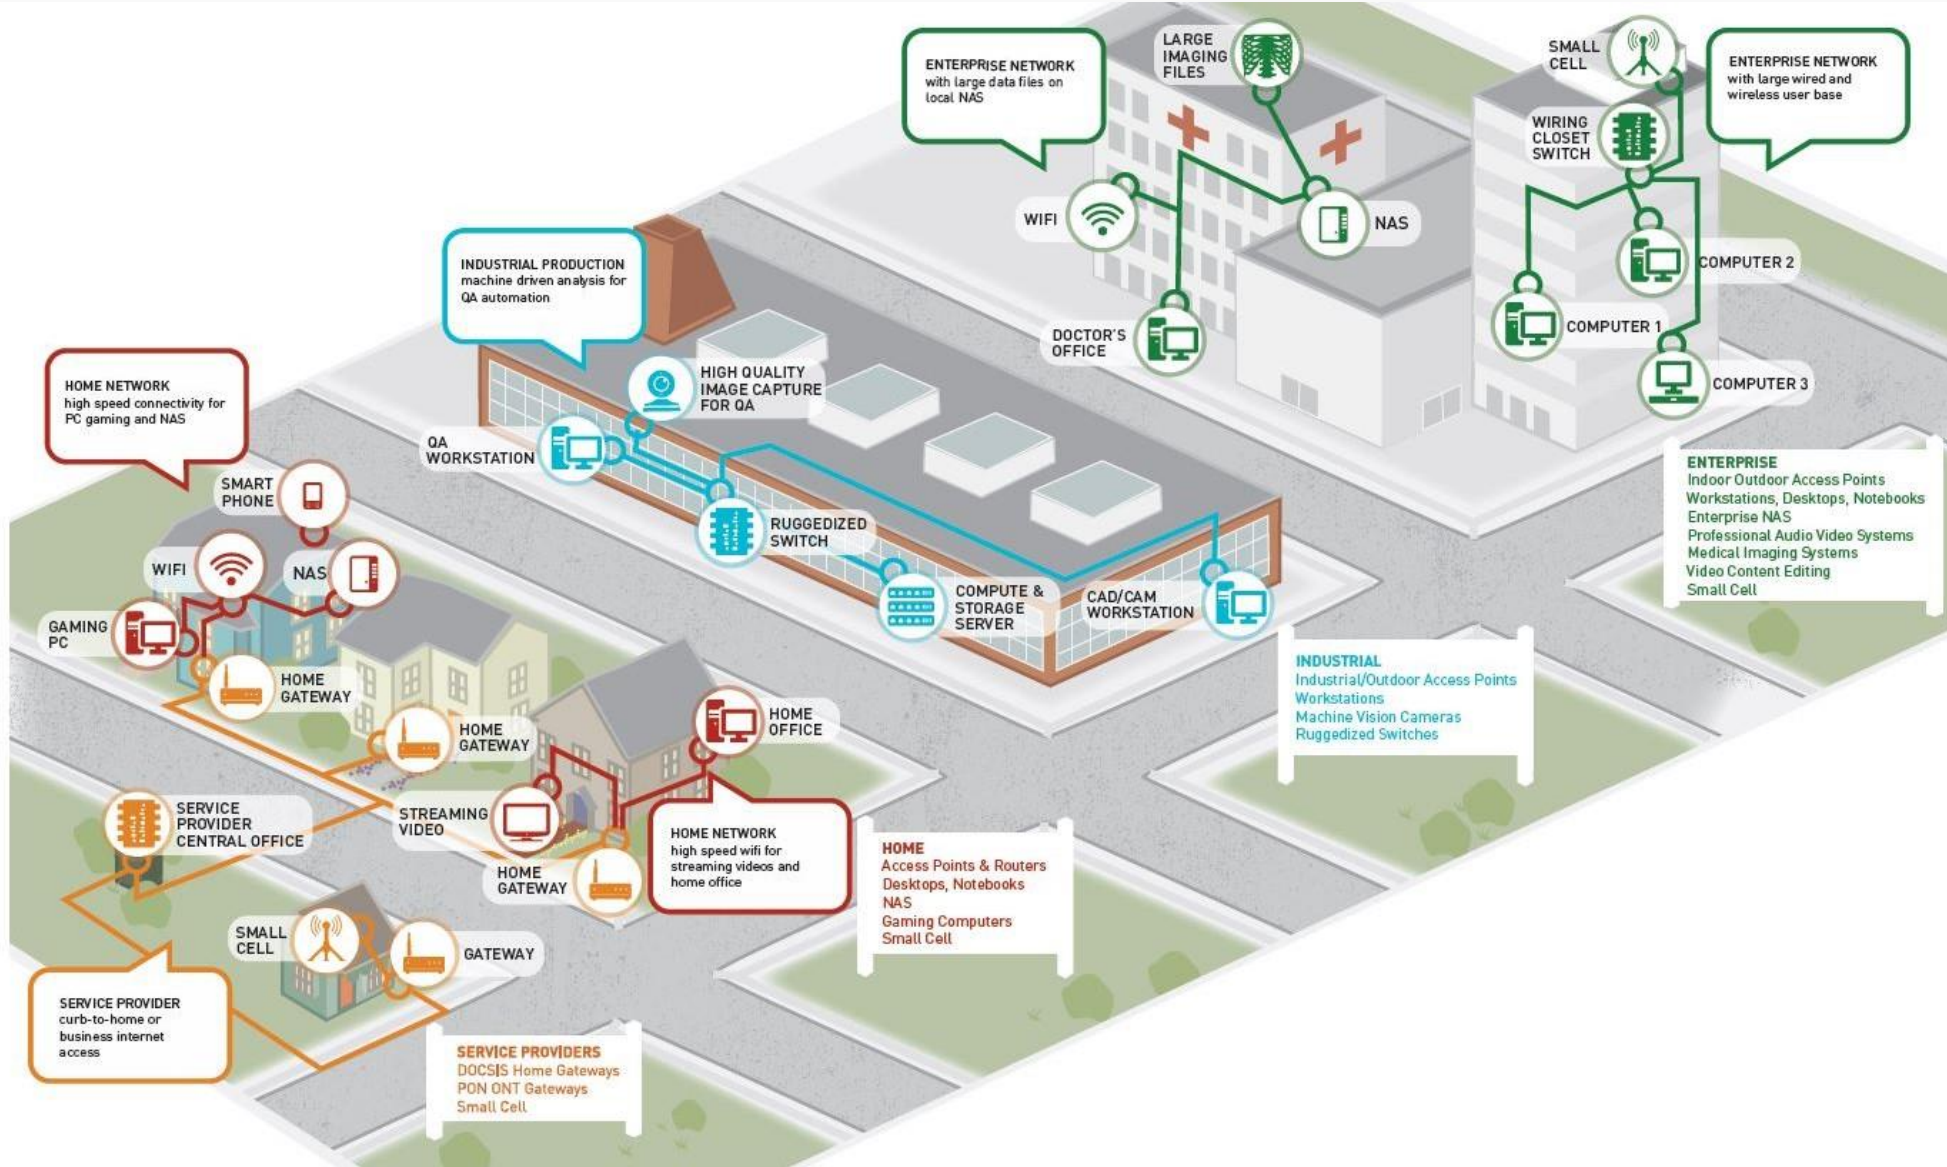 LARGE
IMAGING
FILES
SMALL
CELL
ENTERPRISE NETWORK
with large data files on
local NAS
ENTERPRISE NETWORK
with large wired and
wireless user base
WIRING
CLOSET
SWITCH
WIFI
NAS
COMPUTER 2
COMPUTER 1
DOCTOR'S
OFFICE
COMPUTER 3
INDUSTRIAL PRODUCTION
machine driven analysis for
QA automation
HIGH QUALITY
IMAGE CAPTURE
FOR QA
QA
WORKSTATION
RUGGEDIZED
SWITCH
COMPUTE &
STORAGE
SERVER
CAD/CAM
WORKSTATION
HOME NETWORK
high speed connectivity for
PC gaming and NAS
SMART
PHONE
WIFI
NAS
GAMING
PC
HOME
GATEWAY
HOME
GATEWAY
HOME
OFFICE
STREAMING
VIDEO
HOME
GATEWAY
HOME NETWORK
high speed wifi for
streaming videos and
home office
SERVICE
PROVIDER
CENTRAL OFFICE
SMALL
CELL
GATEWAY
SERVICE PROVIDER
curb-to-home or
business internet
access
ENTERPRISE
Indoor Outdoor Access Points
Workstations, Desktops, Notebooks
Enterprise NAS
Professional Audio Video Systems
Medical Imaging Systems
Video Content Editing
Small Cell
INDUSTRIAL
Industrial/Outdoor Access Points
Workstations
Machine Vision Cameras
Ruggedized Switches
HOME
Access Points & Routers
Desktops, Notebooks
NAS
Gaming Computers
Small Cell
SERVICE PROVIDERS
DOCSIS Home Gateways
PON ONT Gateways
Small Cell